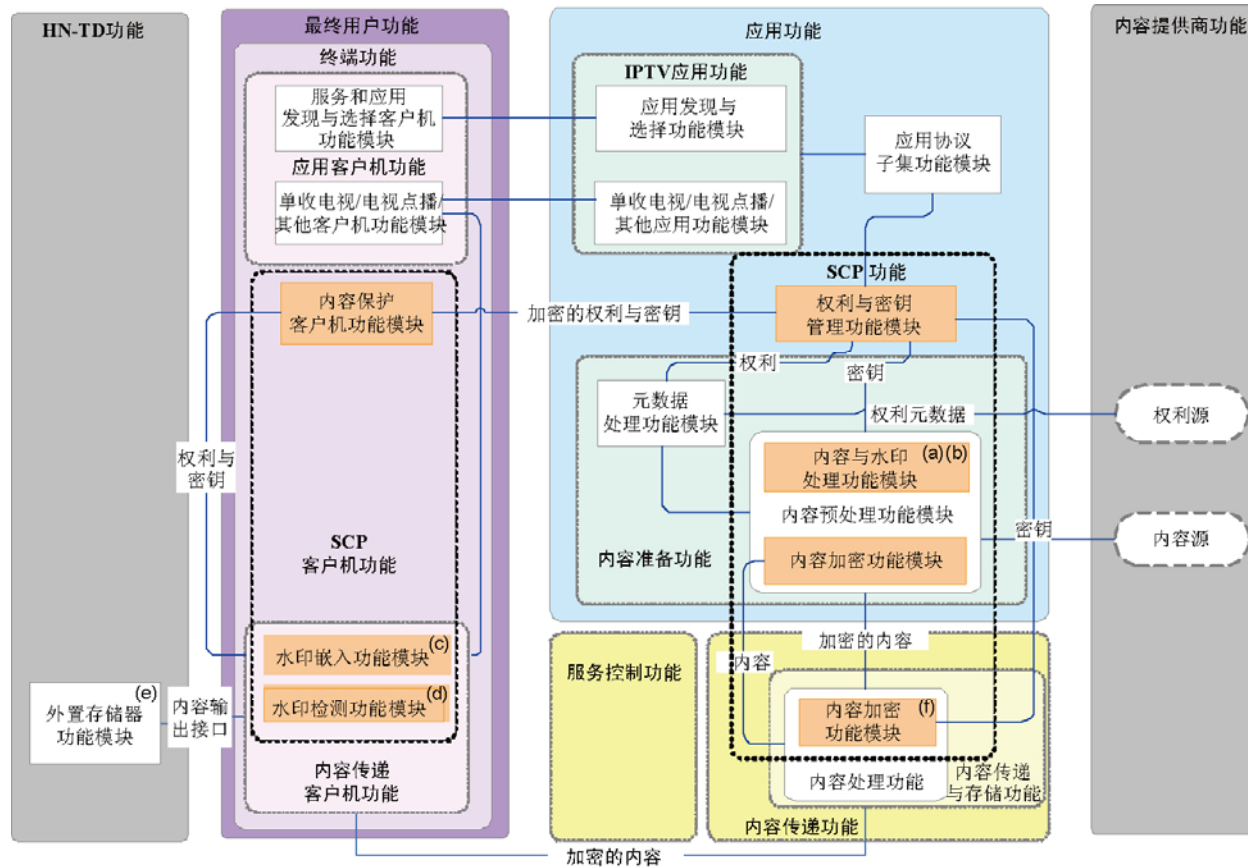 HN-TD功能
最终用户功能
终端功能
服务和应用
发现与选择客户机
功能模块
应用客户机功能
单收电视/电视点播/
其他客户机功能模块
内容保护
客户机功能模块
SCP
客户机功能
权利与
密钥
水印嵌入功能模块(c)
水印检测功能模块(d)
内容传递
客户机功能
外置存储器
功能模块
(e)
内容输
出接口
应用功能
IPTV应用功能
应用发现与
选择功能模块
单收电视/电视点播/
其他应用功能模块
应用协议
子集功能模块
SCP 功能
权利与密钥
管理功能模块
加密的权利与密钥
权利
密钥
元数据
处理功能模块
权利元数据
内容与水印
处理功能模块
(a)(b)
内容预处理功能模块
内容加密功能模块
内容准备功能
密钥
加密的内容
内容
服务控制功能
内容加密
功能模块
(f)
内容处理功能
内容传递
与存储功能
内容传递功能
加密的内容
内容提供商功能
权利源
内容源